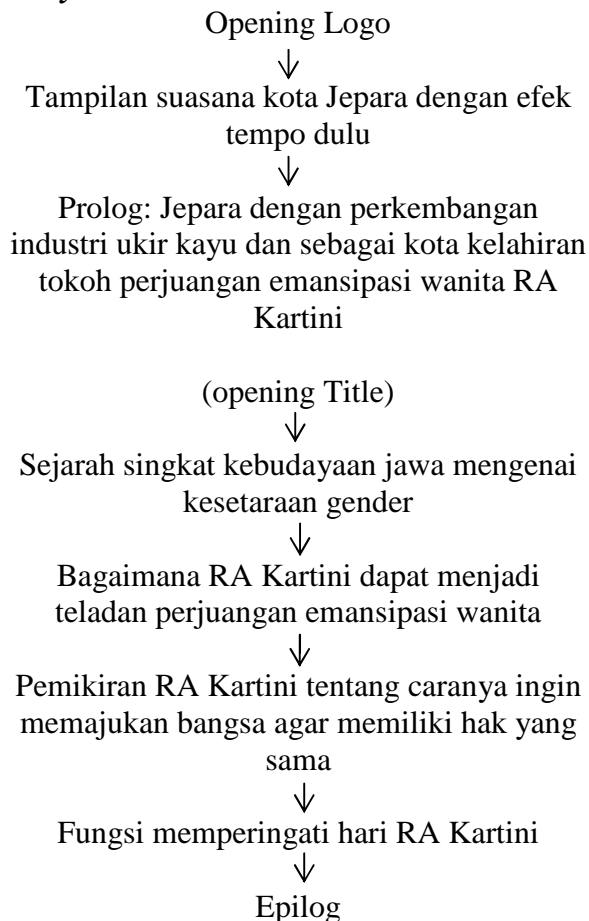 Opening Logo
Tampilan suasana kota Jepara dengan efek
tempo dulu
Prolog: Jepara dengan perkembangan
industri ukir kayu dan sebagai kota kelahiran
tokoh perjuangan emansipasi wanita RA
Kartini
(opening Title)
Sejarah singkat kebudayaan jawa mengenai
kesetaraan gender
Bagaimana RA Kartini dapat menjadi
teladan perjuangan emansipasi wanita
Pemikiran RA Kartini tentang caranya ingin
memajukan bangsa agar memiliki hak yang
sama
Fungsi memperingati hari RA Kartini
Epilog